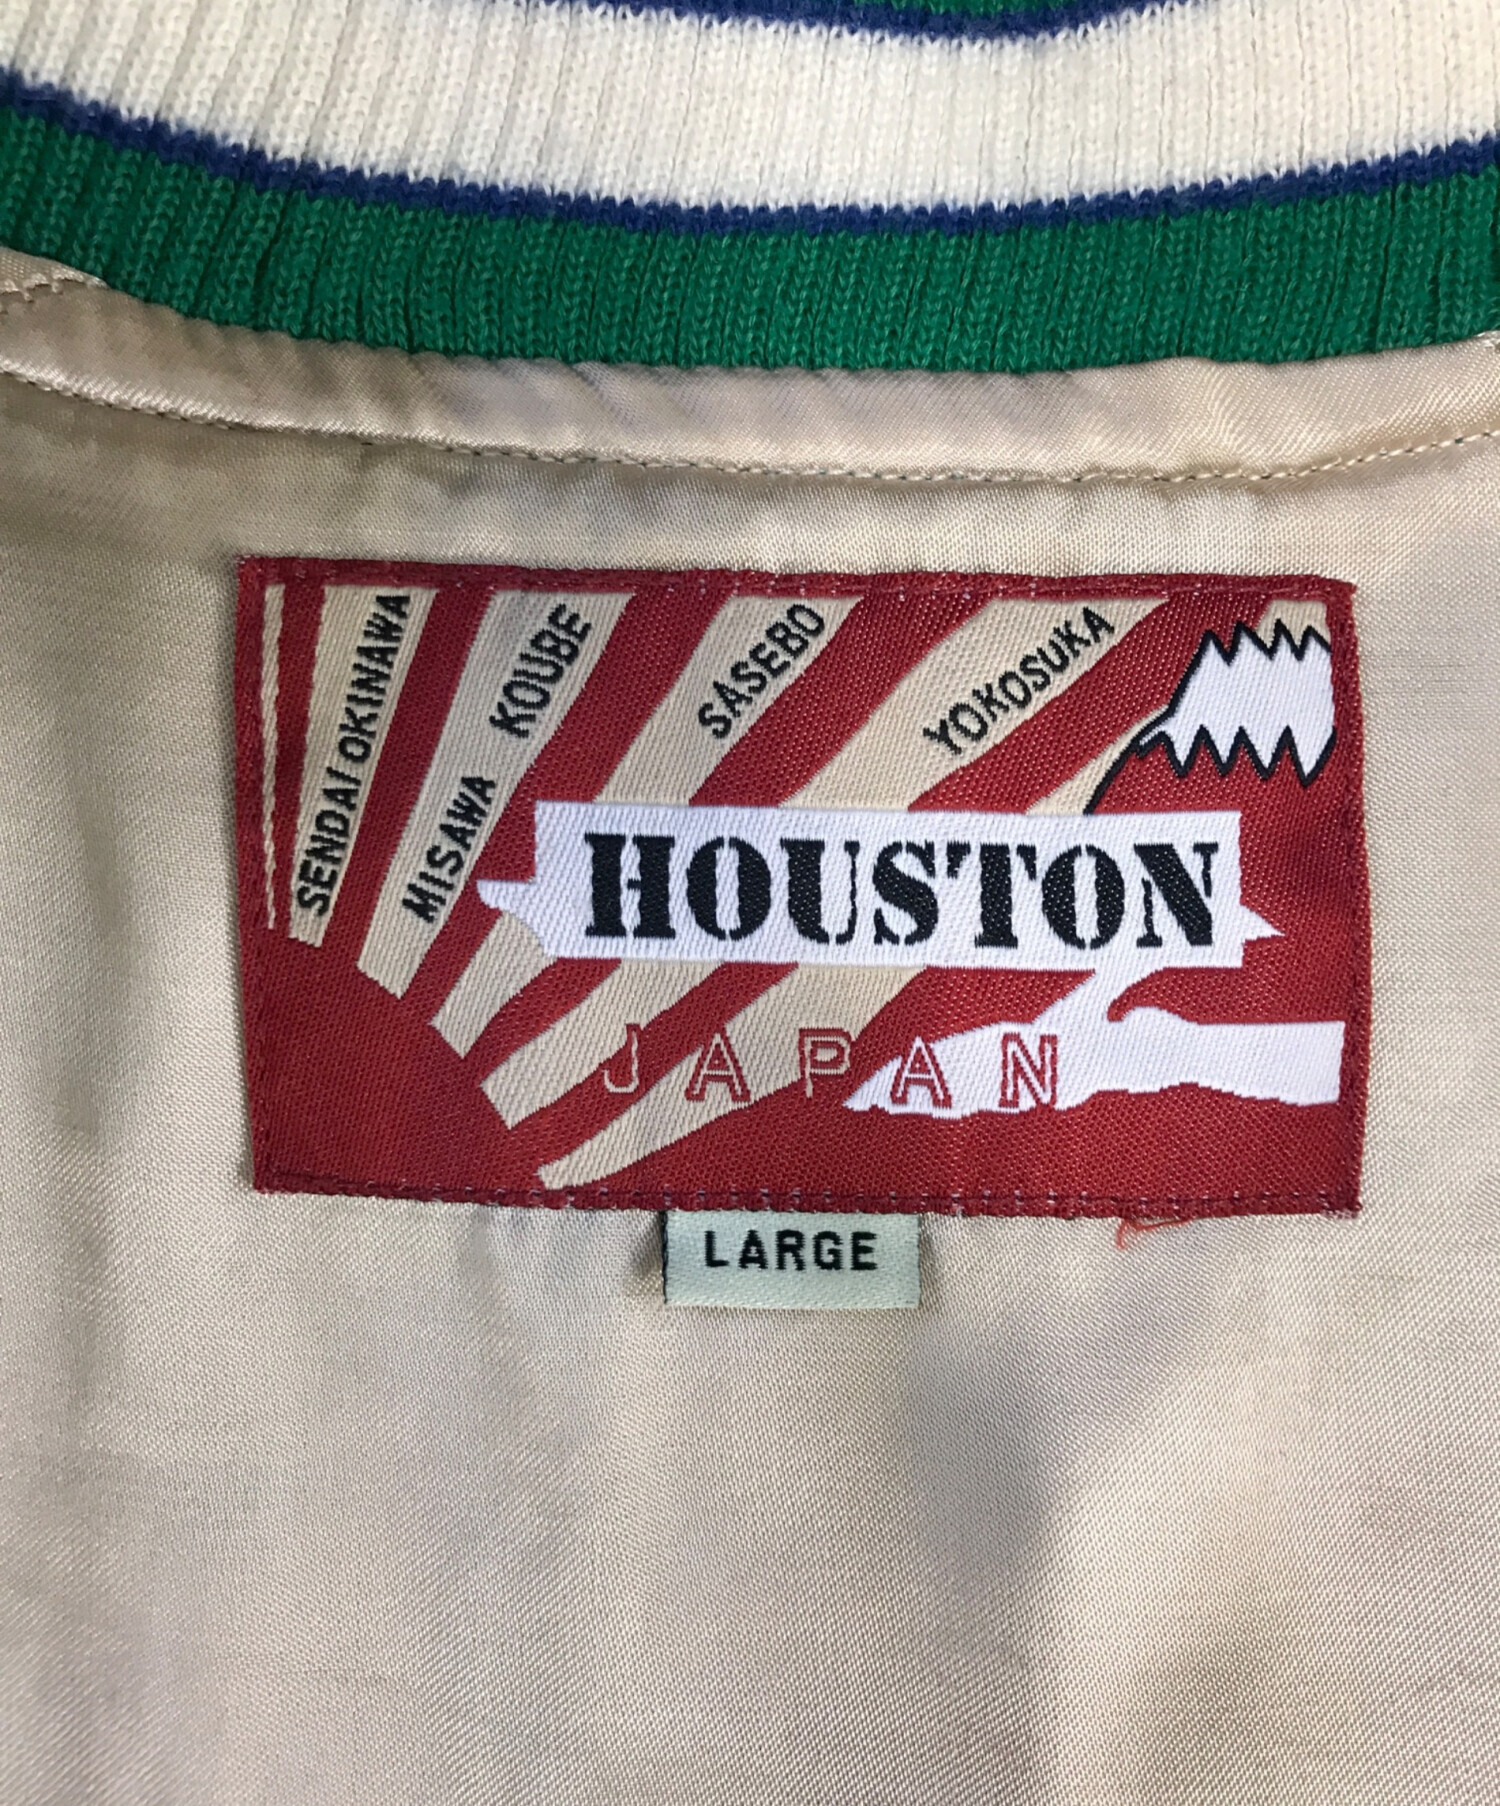 SENDAI OKINAWA
MISAWA KOUBE
SASEBO
YOKOSUKA
HOUSTON
JAPAN
LARGE